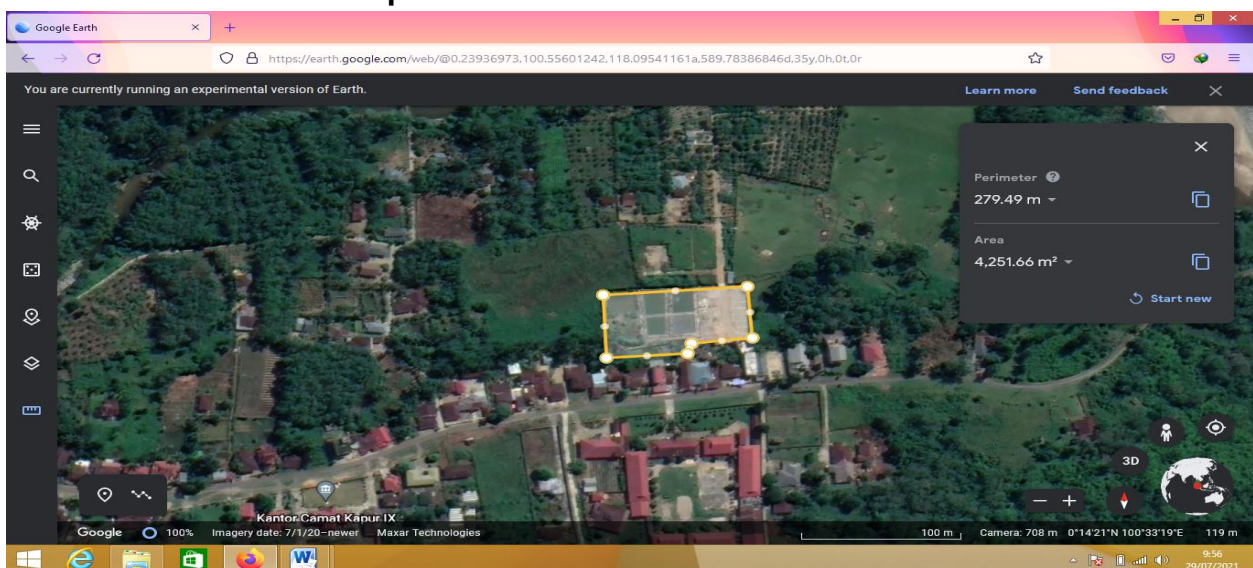 Google Earth
https://earth.google.com/web/@0.23936973,100.55601242,118.09541161a,589.78386846d,35y,0h,0t,0r
You are currently running an experimental version of Earth.
Learn more
Send feedback
Perimeter
279.49 m
Area
4,251.66 m²
Start new
3D
Kantor Camat Kapur IX
Google 100% Imagery date: 7/1/20-newer Maxar Technologies 100 m Camera: 708 m 0°14'21"N 100°33'19"E 119 m
9:56
29/07/2021